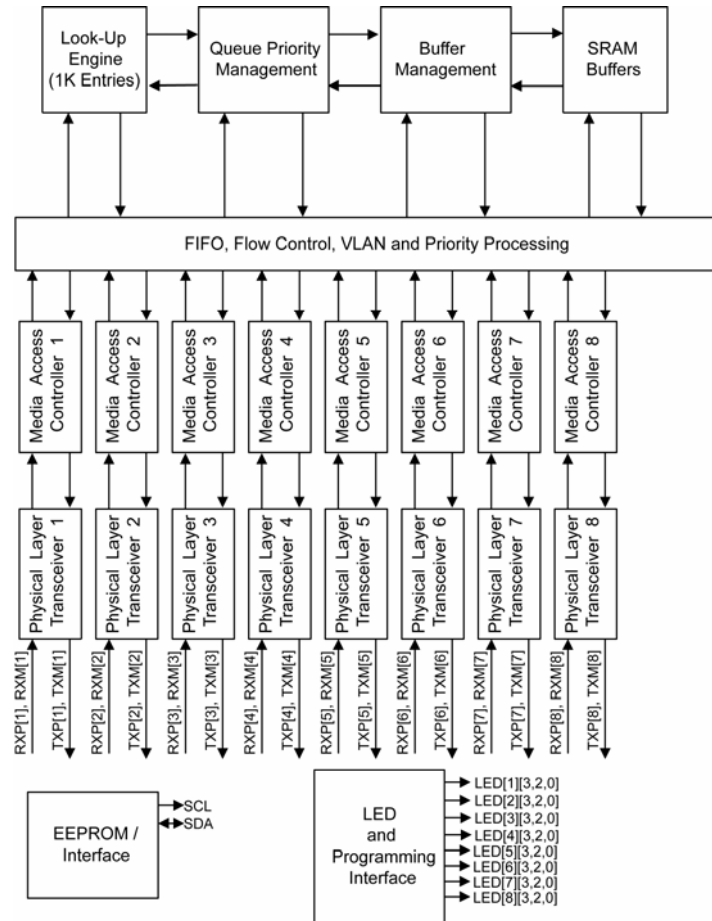 Look-Up
Engine
(1K Entries)
Queue Priority
Management
Buffer
Management
SRAM
Buffers
FIFO, Flow Control, VLAN and Priority Processing
Media Access
Controller 1
Media Access
Controller 2
Media Access
Controller 3
Media Access
Controller 4
Media Access
Controller 5
Media Access
Controller 6
Media Access
Controller 7
Media Access
Controller 8
Physical Layer
Transceiver 1
Physical Layer
Transceiver 2
Physical Layer
Transceiver 3
Physical Layer
Transceiver 4
Physical Layer
Transceiver 5
Physical Layer
Transceiver 6
Physical Layer
Transceiver 7
Physical Layer
Transceiver 8
RXP[1], RXM[1]
TXP[1], TXM[1]
RXP[2], RXM[2]
TXP[2], TXM[2]
RXP[3], RXM[3]
TXP[3], TXM[3]
RXP[4], RXM[4]
TXP[4], TXM[4]
RXP[5], RXM[5]
TXP[5], TXM[5]
RXP[6], RXM[6]
TXP[6], TXM[6]
RXP[7], RXM[7]
TXP[7], TXM[7]
RXP[8], RXM[8]
TXP[8], TXM[8]
EEPROM /
Interface
SCL
SDA
LED
and
Programming
Interface
LED[1][3,2,0]
LED[2][3,2,0]
LED[3][3,2,0]
LED[4][3,2,0]
LED[5][3,2,0]
LED[6][3,2,0]
LED[7][3,2,0]
LED[8][3,2,0]